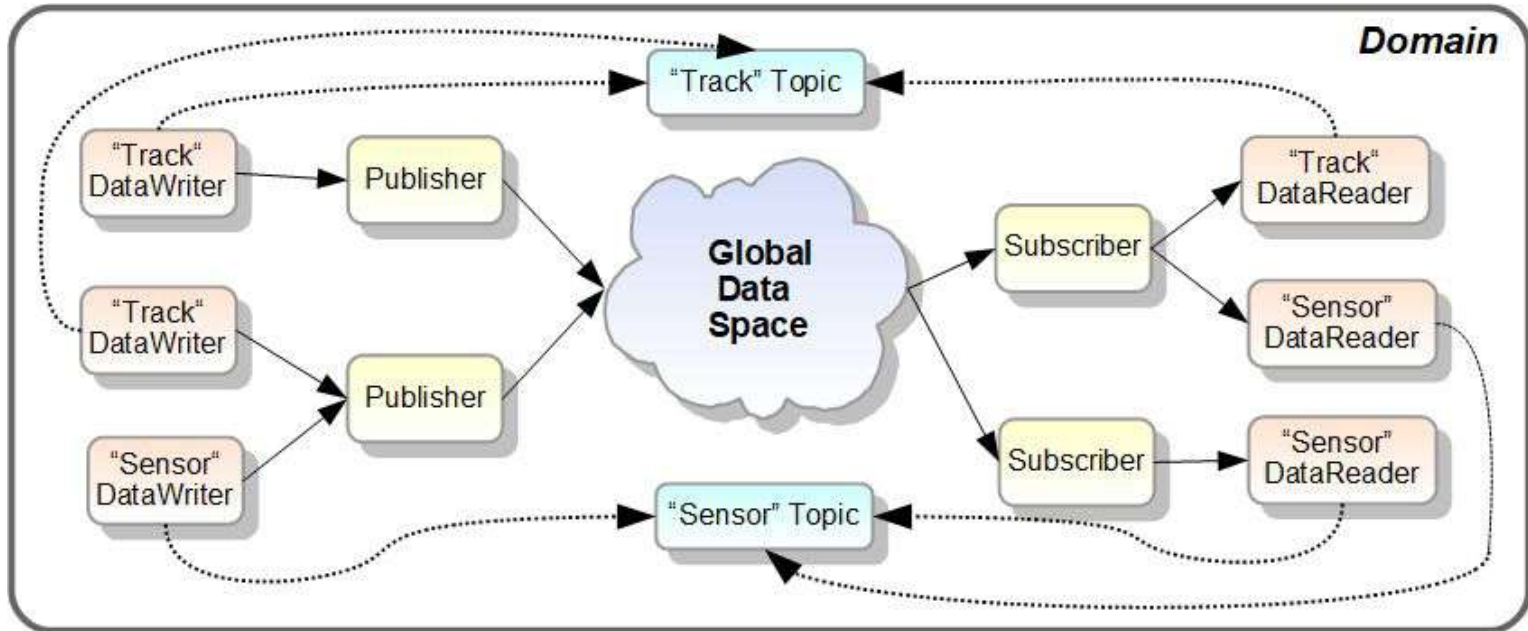 Domain
“Track” Topic
“Track“
DataWriter
Publisher
“Track“
DataWriter
Publisher
“Sensor“
DataWriter
Global
Data
Space
Subscriber
“Track“
DataReader
“Sensor”
DataReader
Subscriber
“Sensor”
DataReader
“Sensor” Topic